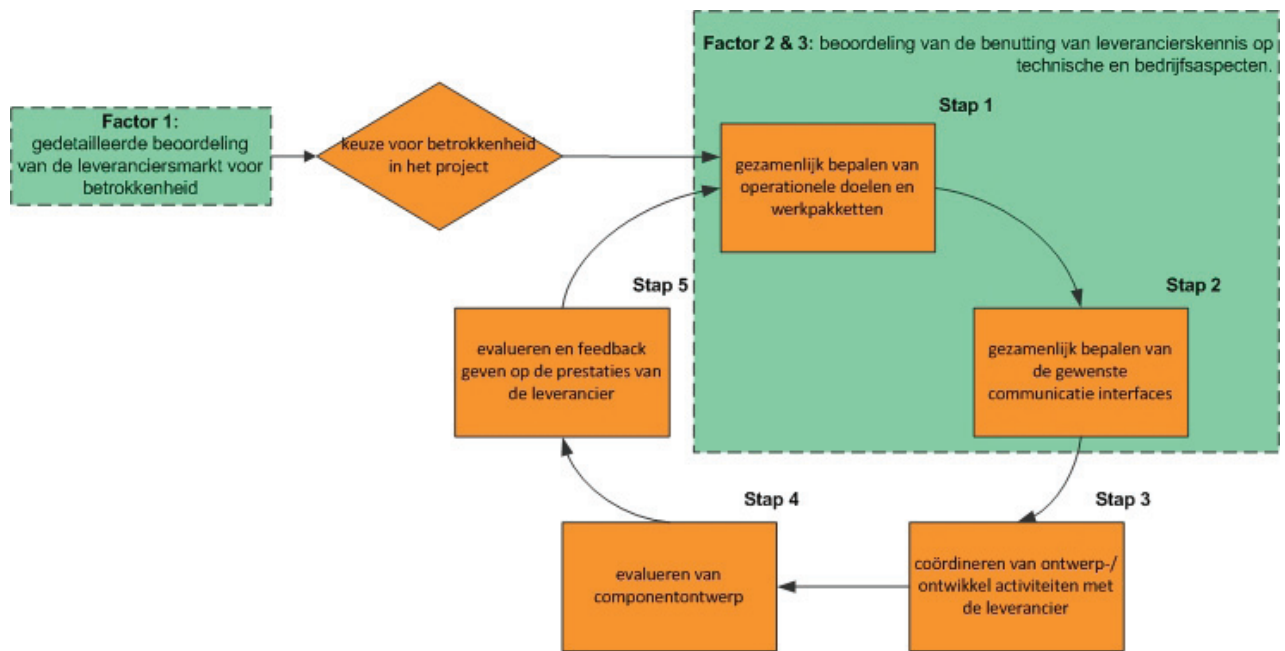 Factor 1:
gedetailleerde beoordeling
van de leveranciersmarkt voor
betrokkenheid
keuze voor betrokkenheid
in het project
Factor 2 & 3: beoordeling van de benutting van leverancierskennis op
technische en bedrijfsaspecten.
Stap 1
gezamenlijk bepalen van
operationele doelen en
werkpakketten
Stap 2
gezamenlijk bepalen van
de gewenste
communicatie interfaces
Stap 3
coördineren van ontwerp-/
ontwikkel activiteiten met
de leverancier
Stap 4
evalueren van
componentontwerp
Stap 5
evalueren en feedback
geven op de prestaties van
de leverancier